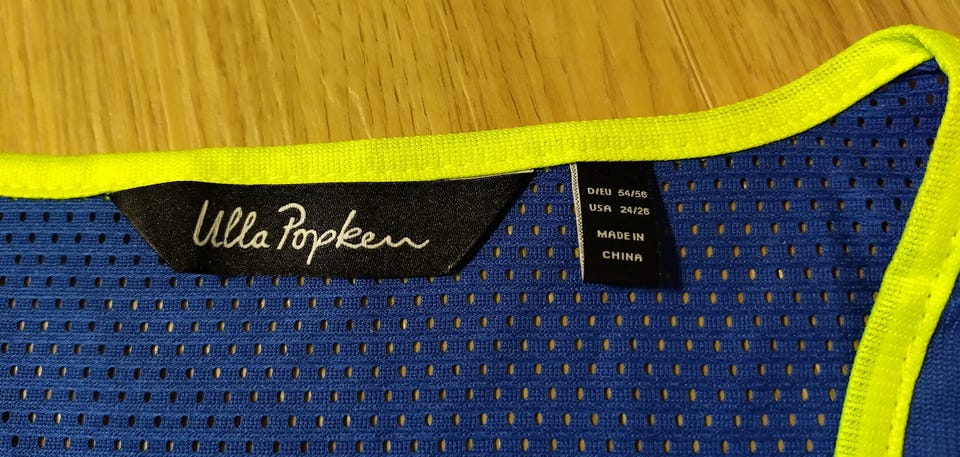 Ulla Popken
D/EU 54/56
USA 24/26
MADE IN
CHINA